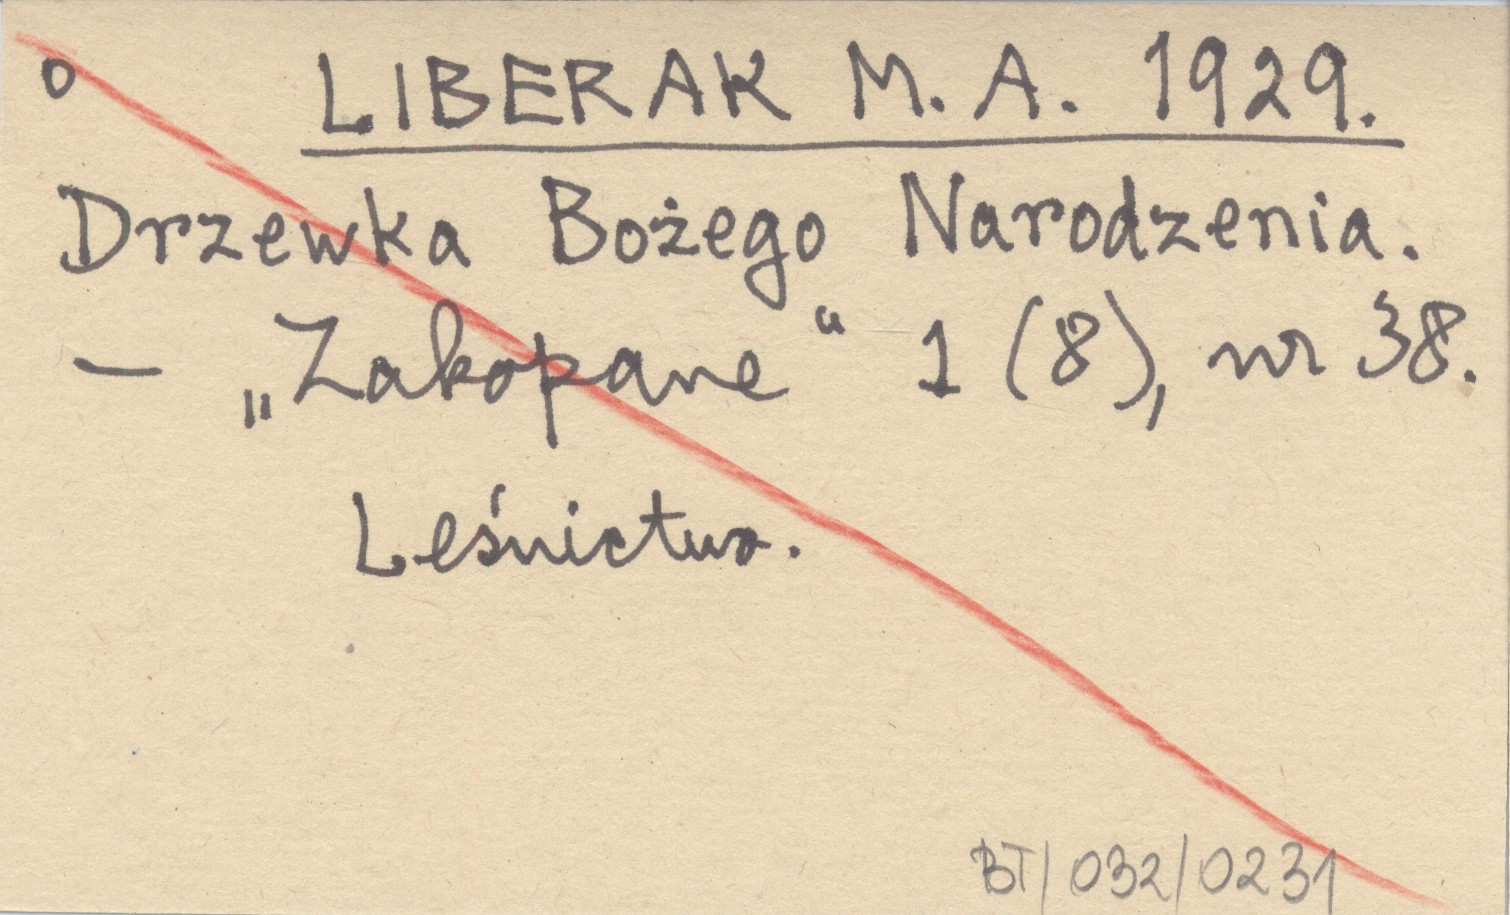 o LIBERAK M. A. 1929.
Drzewka Bożego Narodzenia.
– „Zakopane“ 1 (8), nr 38.
Leśnictwo.
BT/032/0231